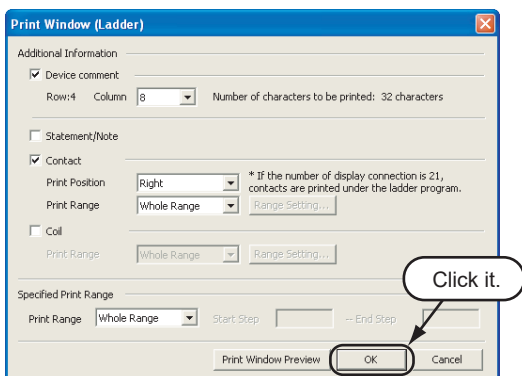 Print Window (Ladder)
Additional Information
Device comment
Row:4 Column 8 Number of characters to be printed: 32 characters
Statement/Note
Contact
Print Position Right * If the number of display connection is 21,
contacts are printed under the ladder program.
Print Range Whole Range Range Setting...
Coil
Print Range Whole Range Range Setting...
Click it.
Specified Print Range
Print Range Whole Range Start Step -- End Step
Print Window Preview OK Cancel